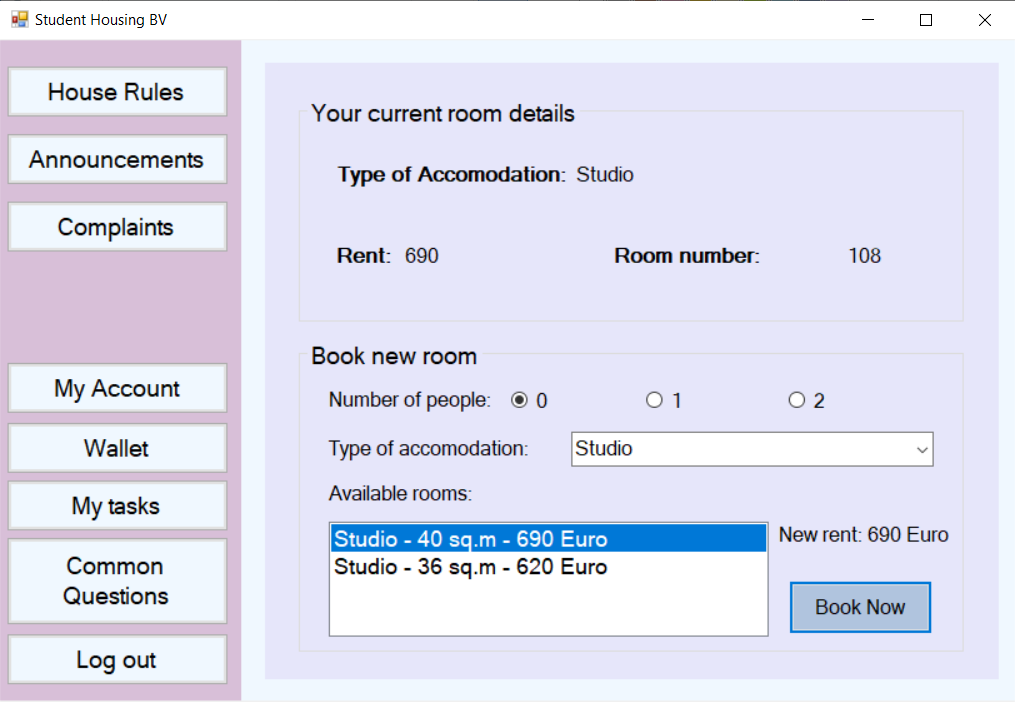 Student Housing BV
House Rules
Announcements
Complaints
My Account
Wallet
My tasks
Common
Questions
Log out
Your current room details
Type of Accomodation: Studio
Rent: 690
Room number: 108
Book new room
Number of people: 0 1 2
Type of accomodation: Studio
Available rooms:
Studio - 40 sq.m - 690 Euro
Studio - 36 sq.m - 620 Euro
New rent: 690 Euro
Book Now